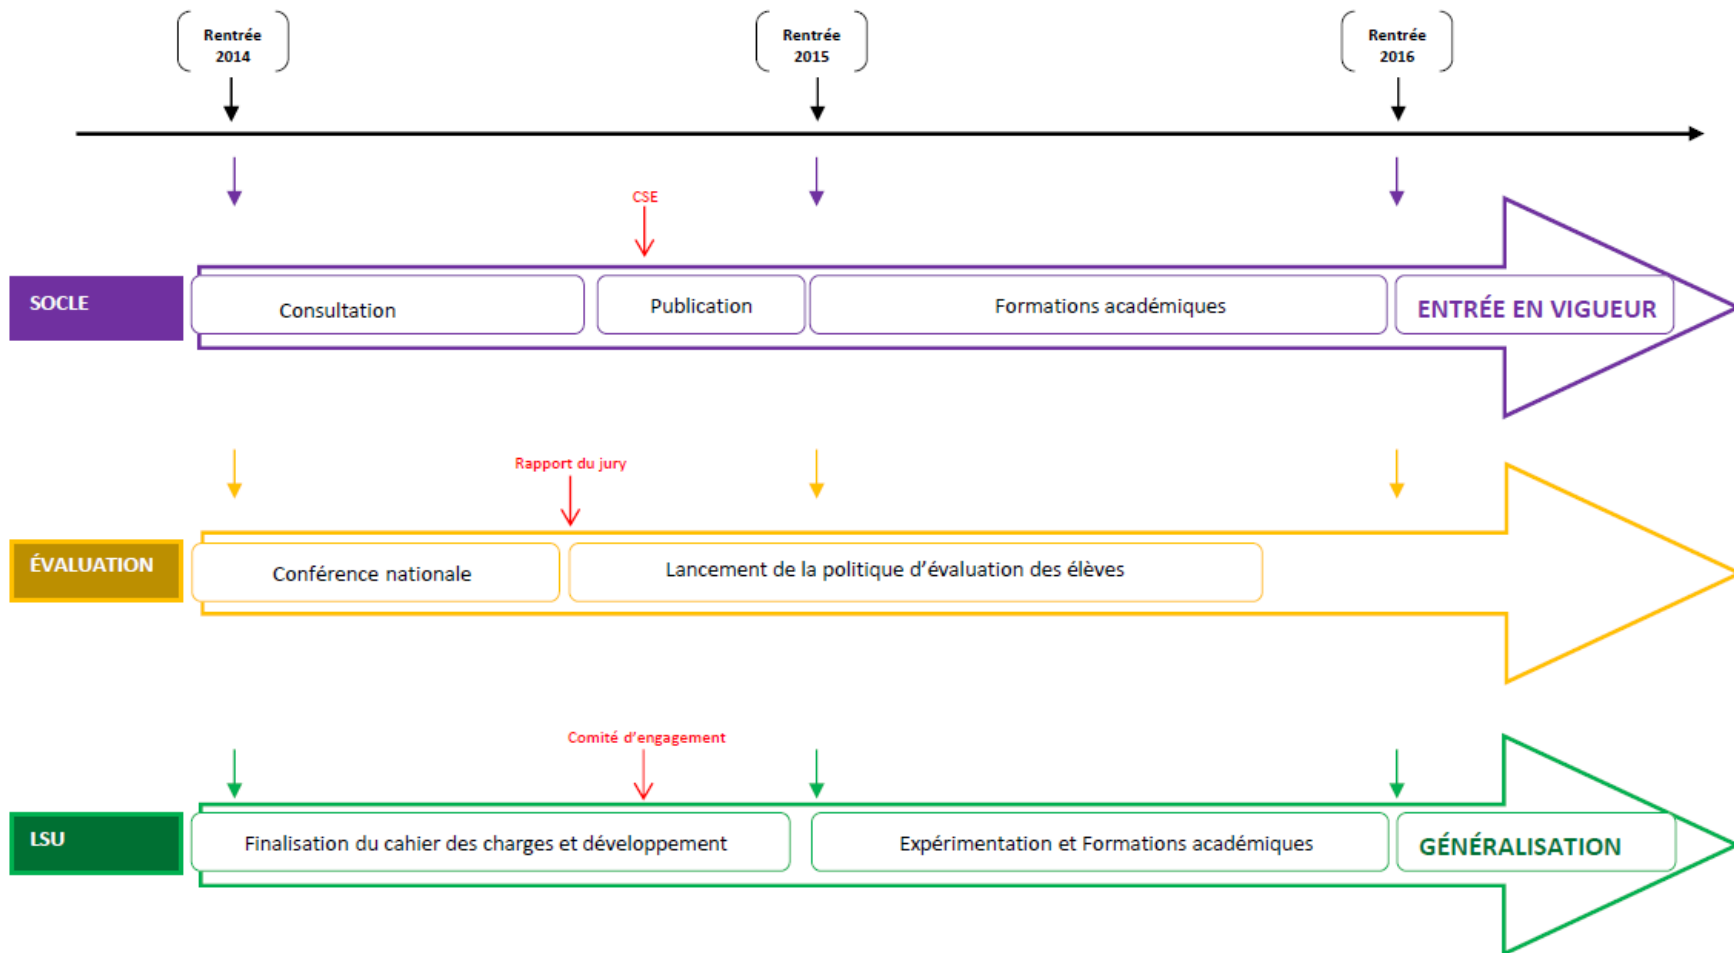 Rentrée
2014
Rentrée
2015
Rentrée
2016
CSE
SOCLE
Consultation
Publication
Formations académiques
ENTRÉE EN VIGUEUR
Rapport du jury
ÉVALUATION
Conférence nationale
Lancement de la politique d’évaluation des élèves
Comité d’engagement
LSU
Finalisation du cahier des charges et développement
Expérimentation et Formations académiques
GÉNÉRALISATION